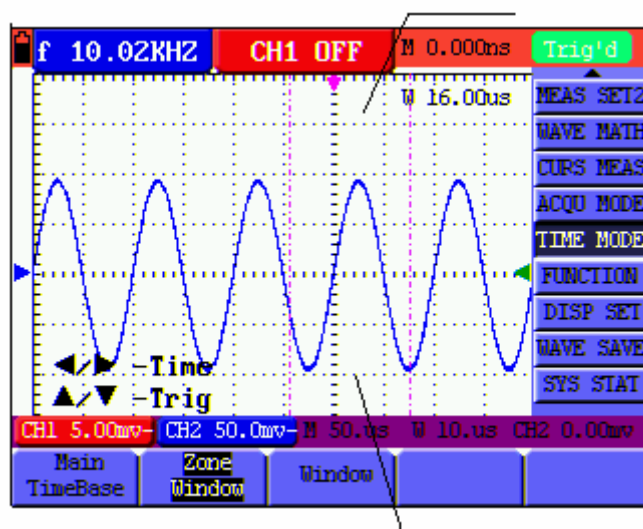 f 10.02KHZ CH1 OFF M 0.000ns Trig'd
W 16.00us
MEAS SET2
WAVE MATH
CURS MEAS
ACQU MODE
TIME MODE
FUNCTION
DISP SET
WAVE SAVE
SYS STAT
◀/▶ -Time
▲/▼ -Trig
CH1 5.00mv- CH2 50.0mv- M 50.us W 10.us CH2 0.00mv
Main TimeBase
Zone Window
Window